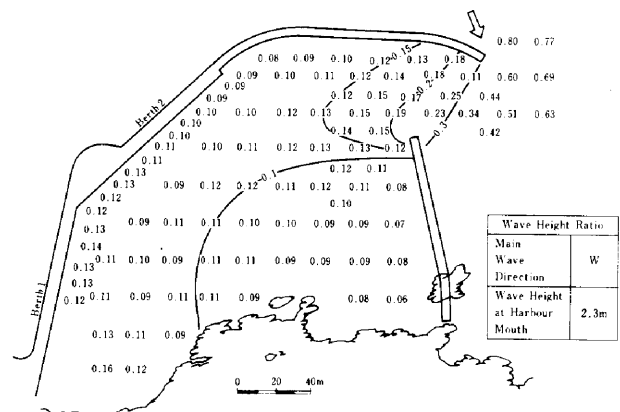 0.80 0.77
0.08 0.09 0.10 0.12 0.15 0.13 0.18
0.09 0.10 0.11 0.12 0.14 0.18 0.11 0.60 0.69
0.09
0.09 0.12 0.15 0.17 0.2 0.25 0.44
0.10 0.10 0.12 0.13 0.15 0.19 0.23 0.34 0.51 0.63
0.10
0.10 0.14 0.15 0.3 0.42
0.11 0.10 0.11 0.12 0.13 0.13 0.12
0.11
0.13 0.12 0.11
0.13 0.09 0.12 0.12 0.1 0.11 0.12 0.11 0.08
0.12 0.10
0.12
0.13 0.09 0.11 0.11 0.10 0.10 0.09 0.09 0.07
0.14
0.13 0.11 0.10 0.09 0.11 0.11 0.09 0.09 0.09 0.08
0.13
0.12 0.11 0.09 0.11 0.11 0.09 0.08 0.06
0.13 0.11 0.09
0.16 0.12
Berth 2
Berth 1
0 20 40m
Wave Height Ratio
Main
Wave
Direction
W
Wave Height
at Harbour
Mouth
2.3m